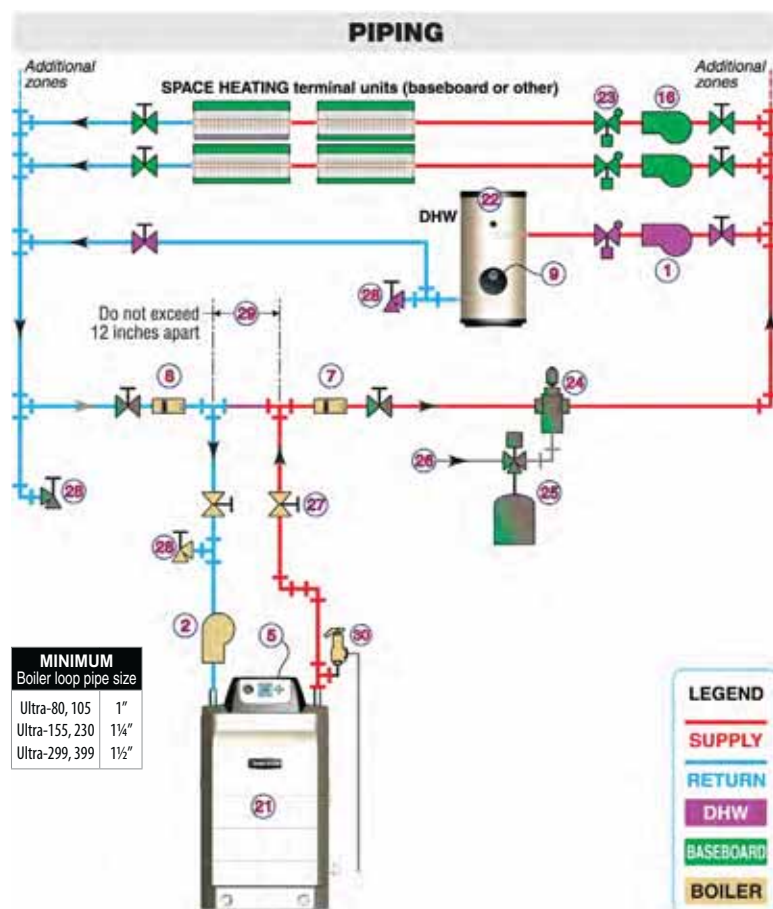 PIPING
Additional
zones
SPACE HEATING terminal units (baseboard or other)
Additional
zones
23
16
DHW
22
9
1
28
Do not exceed
12 inches apart
29
8
7
24
26
25
28
27
28
2
5
30
MINIMUM
Boiler loop pipe size
Ultra-80, 105 1”
Ultra-155, 230 1¼”
Ultra-299, 399 1½”
21
LEGEND
SUPPLY
RETURN
DHW
BASEBOARD
BOILER